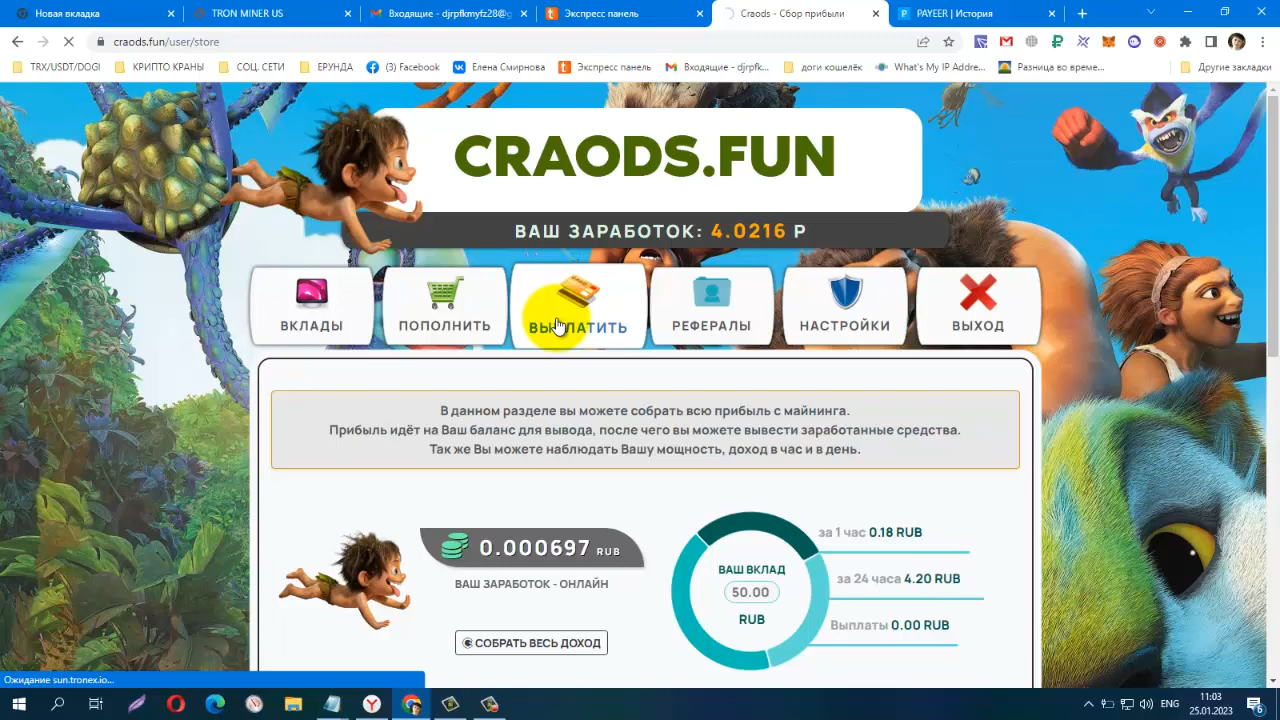 Новая вкладка
TRON MINER US
Входящие - djrpfkmyfz28@g
Экспресс панель
Craods - Сбор прибыли
PAYEER | История
craods.fun/user/store
TRX/USDT/DOGI
КРИПТО КРАНЫ
СОЦ. СЕТИ
ЕРУНДА
(3) Facebook
Елена Смирнова
Экспресс панель
Входящие - djrpfk...
доги кошелёк
What's My IP Addre...
Разница во време...
Другие закладки
CRAODS.FUN
ВАШ ЗАРАБОТОК: 4.0216 Р
ВКЛАДЫ
ПОПОЛНИТЬ
ВЫПЛАТИТЬ
РЕФЕРАЛЫ
НАСТРОЙКИ
ВЫХОД
В данном разделе вы можете собрать всю прибыль с майнинга.
Прибыль идёт на Ваш баланс для вывода, после чего вы можете вывести заработанные средства.
Так же Вы можете наблюдать Вашу мощность, доход в час и в день.
0.000697 RUB
ВАШ ЗАРАБОТОК - ОНЛАЙН
СОБРАТЬ ВЕСЬ ДОХОД
ВАШ ВКЛАД
50.00
RUB
за 1 час 0.18 RUB
за 24 часа 4.20 RUB
Выплаты 0.00 RUB
Ожидание sun.tronex.io...
ENG
11:03
25.01.2023
6